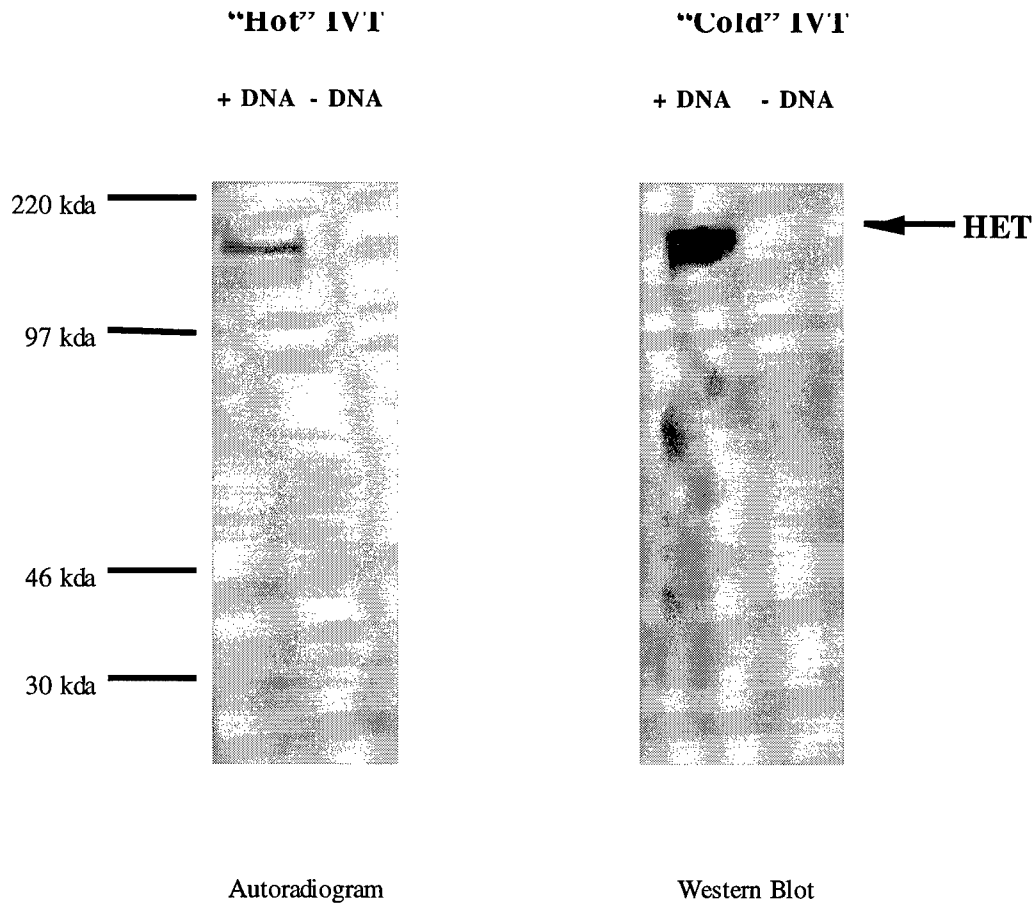 “Hot” IVT
“Cold” IVT
+ DNA - DNA
+ DNA - DNA
220 kda
HET
97 kda
46 kda
30 kda
Autoradiogram
Western Blot